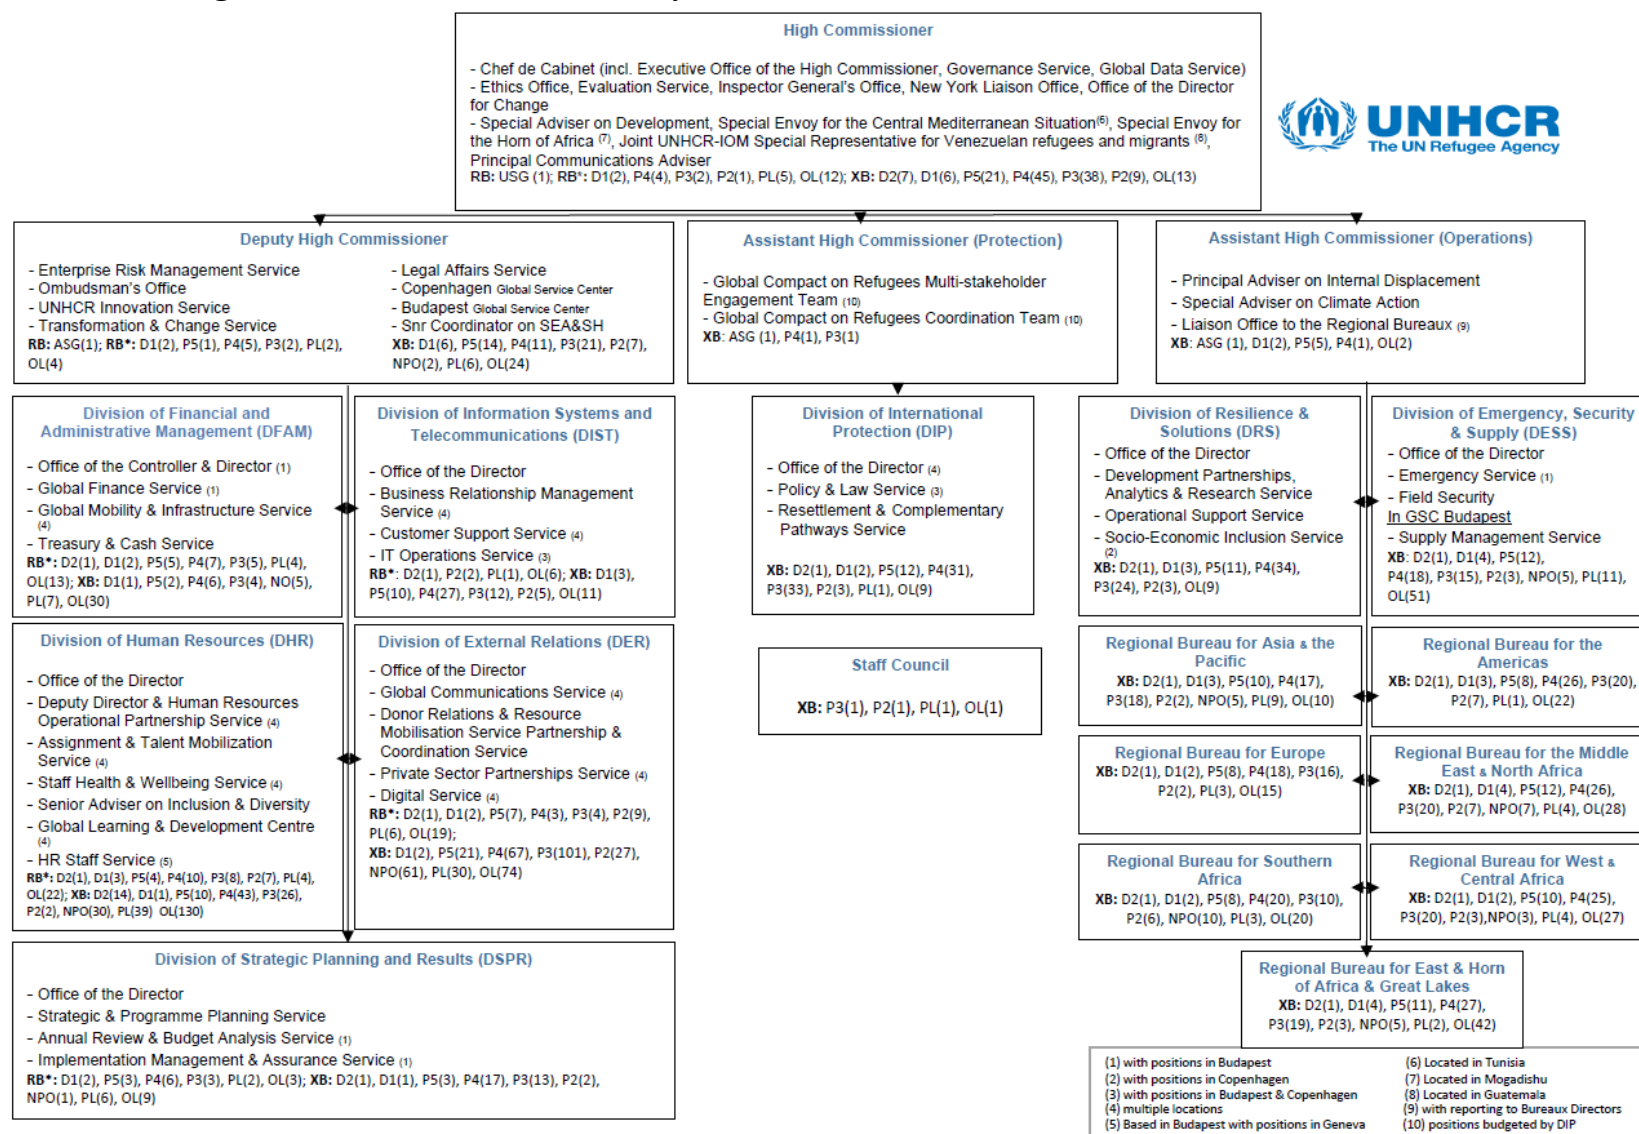 High Commissioner
- Chef de Cabinet (incl. Executive Office of the High Commissioner, Governance Service, Global Data Service)
- Ethics Office, Evaluation Service, Inspector General's Office, New York Liaison Office, Office of the Director
for Change
- Special Adviser on Development, Special Envoy for the Central Mediterranean Situation(6), Special Envoy for
the Horn of Africa (7), Joint UNHCR-IOM Special Representative for Venezuelan refugees and migrants (8),
Principal Communications Adviser
RB: USG (1); RB*: D1(2), P4(4), P3(2), P2(1), PL(5), OL(12); XB: D2(7), D1(6), P5(21), P4(45), P3(38), P2(9), OL(13)
UNHCR
The UN Refugee Agency
Deputy High Commissioner
- Enterprise Risk Management Service
- Ombudsman's Office
- UNHCR Innovation Service
- Transformation & Change Service
RB: ASG(1); RB*: D1(2), P5(1), P4(5), P3(2), PL(2),
OL(4)
- Legal Affairs Service
- Copenhagen Global Service Center
- Budapest Global Service Center
- Snr Coordinator on SEA&SH
XB: D1(6), P5(14), P4(11), P3(21), P2(7),
NPO(2), PL(6), OL(24)
Assistant High Commissioner (Protection)
- Global Compact on Refugees Multi-stakeholder
Engagement Team (10)
- Global Compact on Refugees Coordination Team (10)
XB: ASG (1), P4(1), P3(1)
Assistant High Commissioner (Operations)
- Principal Adviser on Internal Displacement
- Special Adviser on Climate Action
- Liaison Office to the Regional Bureaux (9)
XB: ASG (1), D1(2), P5(5), P4(1), OL(2)
Division of Financial and
Administrative Management (DFAM)
- Office of the Controller & Director (1)
- Global Finance Service (1)
- Global Mobility & Infrastructure Service
(4)
- Treasury & Cash Service
RB*: D2(1), D1(2), P5(5), P4(7), P3(5), PL(4),
OL(13); XB: D1(1), P5(2), P4(6), P3(4), NO(5),
PL(7), OL(30)
Division of Information Systems and
Telecommunications (DIST)
- Office of the Director
- Business Relationship Management
Service (4)
- Customer Support Service (4)
- IT Operations Service (3)
RB*: D2(1), P2(2), PL(1), OL(6); XB: D1(3),
P5(10), P4(27), P3(12), P2(5), OL(11)
Division of International
Protection (DIP)
- Office of the Director (4)
- Policy & Law Service (3)
- Resettlement & Complementary
Pathways Service
XB: D2(1), D1(2), P5(12), P4(31),
P3(33), P2(3), PL(1), OL(9)
Division of Resilience &
Solutions (DRS)
- Office of the Director
- Development Partnerships,
Analytics & Research Service
- Operational Support Service
- Socio-Economic Inclusion Service
(2)
XB: D2(1), D1(3), P5(11), P4(34),
P3(24), P2(3), OL(9)
Division of Emergency, Security
& Supply (DESS)
- Office of the Director
- Emergency Service (1)
- Field Security
In GSC Budapest
- Supply Management Service
XB: D2(1), D1(4), P5(12),
P4(18), P3(15), P2(3), NPO(5), PL(11),
OL(51)
Division of Human Resources (DHR)
- Office of the Director
- Deputy Director & Human Resources
Operational Partnership Service (4)
- Assignment & Talent Mobilization
Service (4)
- Staff Health & Wellbeing Service (4)
- Senior Adviser on Inclusion & Diversity
- Global Learning & Development Centre
(4)
- HR Staff Service (5)
RB*: D2(1), D1(3), P5(4), P4(10), P3(8), P2(7), PL(4),
OL(22); XB: D2(14), D1(1), P5(10), P4(43), P3(26),
P2(2), NPO(30), PL(39) OL(130)
Division of External Relations (DER)
- Office of the Director
- Global Communications Service (4)
- Donor Relations & Resource
Mobilisation Service Partnership &
Coordination Service
- Private Sector Partnerships Service (4)
- Digital Service (4)
RB*: D2(1), D1(2), P5(7), P4(3), P3(4), P2(9),
PL(6), OL(19);
XB: D1(2), P5(21), P4(67), P3(101), P2(27),
NPO(61), PL(30), OL(74)
Staff Council
XB: P3(1), P2(1), PL(1), OL(1)
Regional Bureau for Asia & the
Pacific
XB: D2(1), D1(3), P5(10), P4(17),
P3(18), P2(2), NPO(5), PL(9), OL(10)
Regional Bureau for the
Americas
XB: D2(1), D1(3), P5(8), P4(26), P3(20),
P2(7), PL(1), OL(22)
Regional Bureau for Europe
XB: D2(1), D1(2), P5(8), P4(18), P3(16),
P2(2), PL(3), OL(15)
Regional Bureau for the Middle
East & North Africa
XB: D2(1), D1(4), P5(12), P4(26),
P3(20), P2(7), NPO(7), PL(4), OL(28)
Regional Bureau for Southern
Africa
XB: D2(1), D1(2), P5(8), P4(20), P3(10),
P2(6), NPO(10), PL(3), OL(20)
Regional Bureau for West &
Central Africa
XB: D2(1), D1(2), P5(10), P4(25),
P3(20), P2(3),NPO(3), PL(4), OL(27)
Division of Strategic Planning and Results (DSPR)
- Office of the Director
- Strategic & Programme Planning Service
- Annual Review & Budget Analysis Service (1)
- Implementation Management & Assurance Service (1)
RB*: D1(2), P5(3), P4(6), P3(3), PL(2), OL(3); XB: D2(1), D1(1), P5(3), P4(17), P3(13), P2(2),
NPO(1), PL(6), OL(9)
Regional Bureau for East & Horn
of Africa & Great Lakes
XB: D2(1), D1(4), P5(11), P4(27),
P3(19), P2(3), NPO(5), PL(2), OL(42)
(1) with positions in Budapest
(2) with positions in Copenhagen
(3) with positions in Budapest & Copenhagen
(4) multiple locations
(5) Based in Budapest with positions in Geneva
(6) Located in Tunisia
(7) Located in Mogadishu
(8) Located in Guatemala
(9) with reporting to Bureaux Directors
(10) positions budgeted by DIP